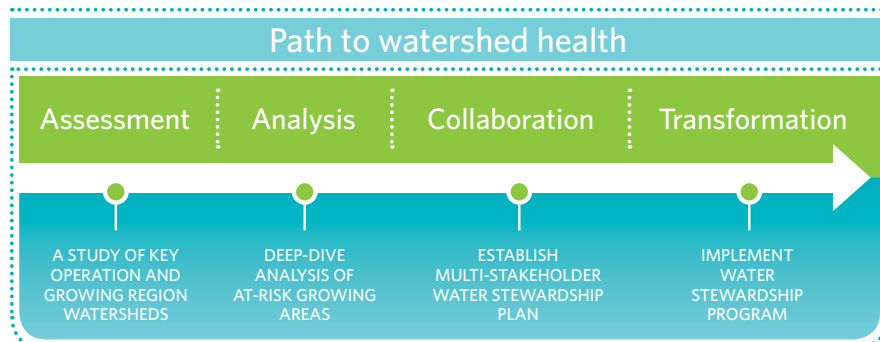 Path to watershed health
Assessment
Analysis
Collaboration
Transformation
A STUDY OF KEY
OPERATION AND
GROWING REGION
WATERSHEDS
DEEP-DIVE
ANALYSIS OF
AT-RISK GROWING
AREAS
ESTABLISH
MULTI-STAKEHOLDER
WATER STEWARDSHIP
PLAN
IMPLEMENT
WATER
STEWARDSHIP
PROGRAM